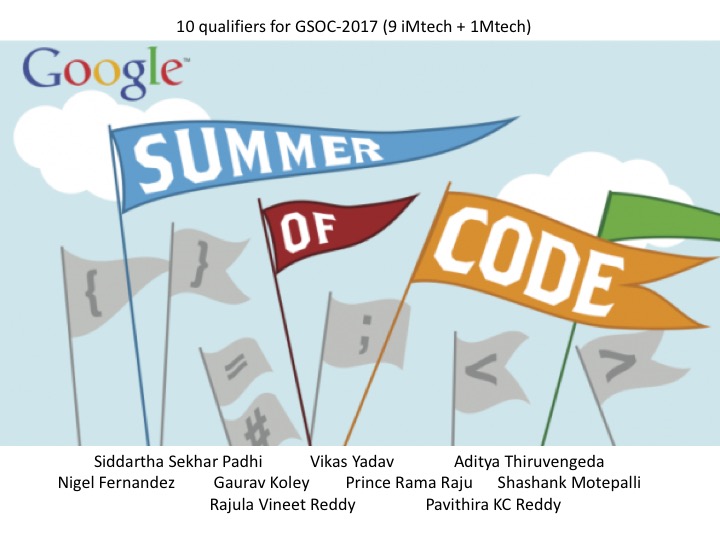 10 qualifiers for GSOC-2017 (9 iMtech + 1Mtech)
Google™
SUMMER
OF
CODE
{
}
=
#
;
<
>
Siddartha Sekhar Padhi Vikas Yadav Aditya Thiruvengeda
Nigel Fernandez Gaurav Koley Prince Rama Raju Shashank Motepalli
Rajula Vineet Reddy Pavithira KC Reddy